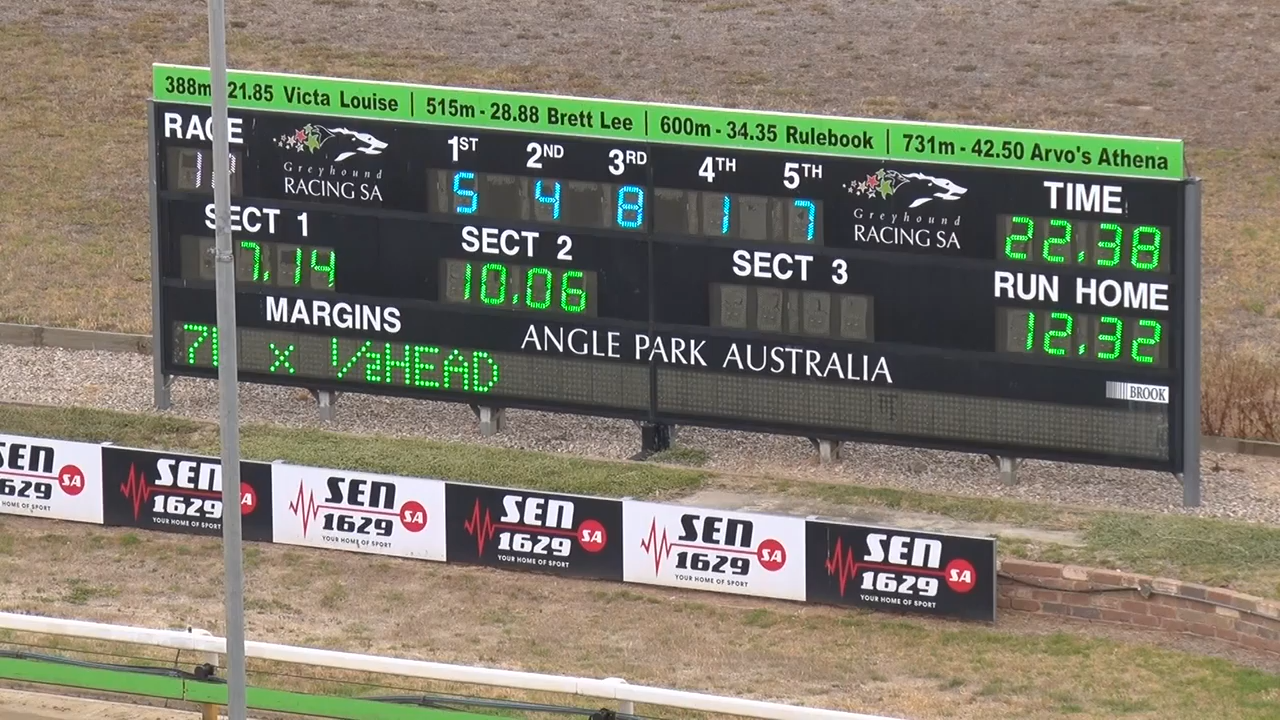 388m 21.85 Victa Louise | 515m - 28.88 Brett Lee | 600m - 34.35 Rulebook | 731m - 42.50 Arvo's Athena
RACE
Greyhound
RACING SA
1ST 2ND 3RD 4TH 5TH
5 4 8 1 7
Greyhound
RACING SA
TIME
22.38
SECT 1
7.14
SECT 2
10.06
SECT 3
RUN HOME
12.32
MARGINS
x 1/2HEAD
ANGLE PARK AUSTRALIA
BROOK
SEN
1629
SA
HOME OF SPORT
SEN
1629
YOUR HOME OF SPORT
SEN
1629
SA
YOUR HOME OF SPORT
SEN
1629
SA
YOUR HOME OF SPORT
SEN
1629
SA
YOUR HOME OF SPORT
SEN
1629
SA
YOUR HOME OF SPORT